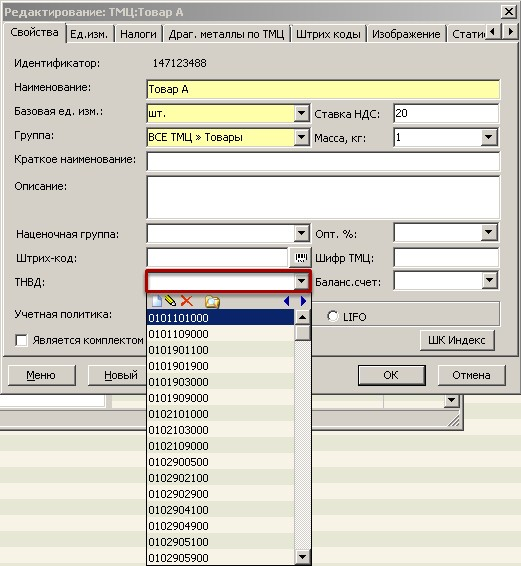 Редактирование: ТМЦ:Товар А
Свойства Ед.изм. Налоги Драг. металлы по ТМЦ Штрих коды Изображение Статис
Идентификатор: 147123488
Наименование: Товар А
Базовая ед. изм.: шт. Ставка НДС: 20
Группа: ВСЕ ТМЦ » Товары Масса, кг: 1
Краткое наименование:
Описание:
Наценочная группа: Опт. %:
Штрих-код: Шифр ТМЦ:
ТНВД: Баланс.счет:
Учетная политика: LIFO
Является комплектом ШК Индекс
Меню Новый ОК Отмена
0101101000
0101109000
0101901100
0101901900
0101903000
0101909000
0102101000
0102103000
0102109000
0102900500
0102902100
0102902900
0102904100
0102904900
0102905100
0102905900